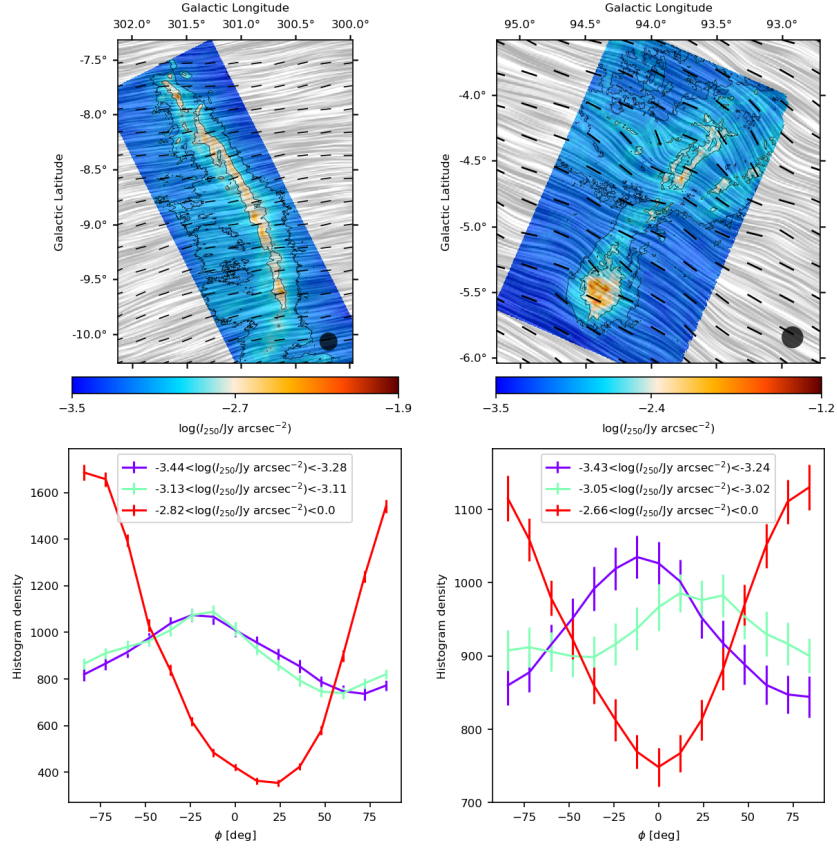 Galactic Longitude
302.0° 301.5° 301.0° 300.5° 300.0°
-7.5°
-8.0°
-8.5°
-9.0°
-9.5°
-10.0°
Galactic Latitude
−3.5 −2.7 −1.9
log(I₂₅₀/Jy arcsec⁻²)
Galactic Longitude
95.0° 94.5° 94.0° 93.5° 93.0°
-4.0°
-4.5°
-5.0°
-5.5°
-6.0°
Galactic Latitude
−3.5 −2.4 −1.2
log(I₂₅₀/Jy arcsec⁻²)
-3.44<log(I₂₅₀/Jy arcsec⁻²)<-3.28
-3.13<log(I₂₅₀/Jy arcsec⁻²)<-3.11
-2.82<log(I₂₅₀/Jy arcsec⁻²)<0.0
1600
1400
1200
1000
800
600
400
Histogram density
−75 −50 −25 0 25 50 75
ϕ [deg]
-3.43<log(I₂₅₀/Jy arcsec⁻²)<-3.24
-3.05<log(I₂₅₀/Jy arcsec⁻²)<-3.02
-2.66<log(I₂₅₀/Jy arcsec⁻²)<0.0
1100
1000
900
800
700
Histogram density
−75 −50 −25 0 25 50 75
ϕ [deg]